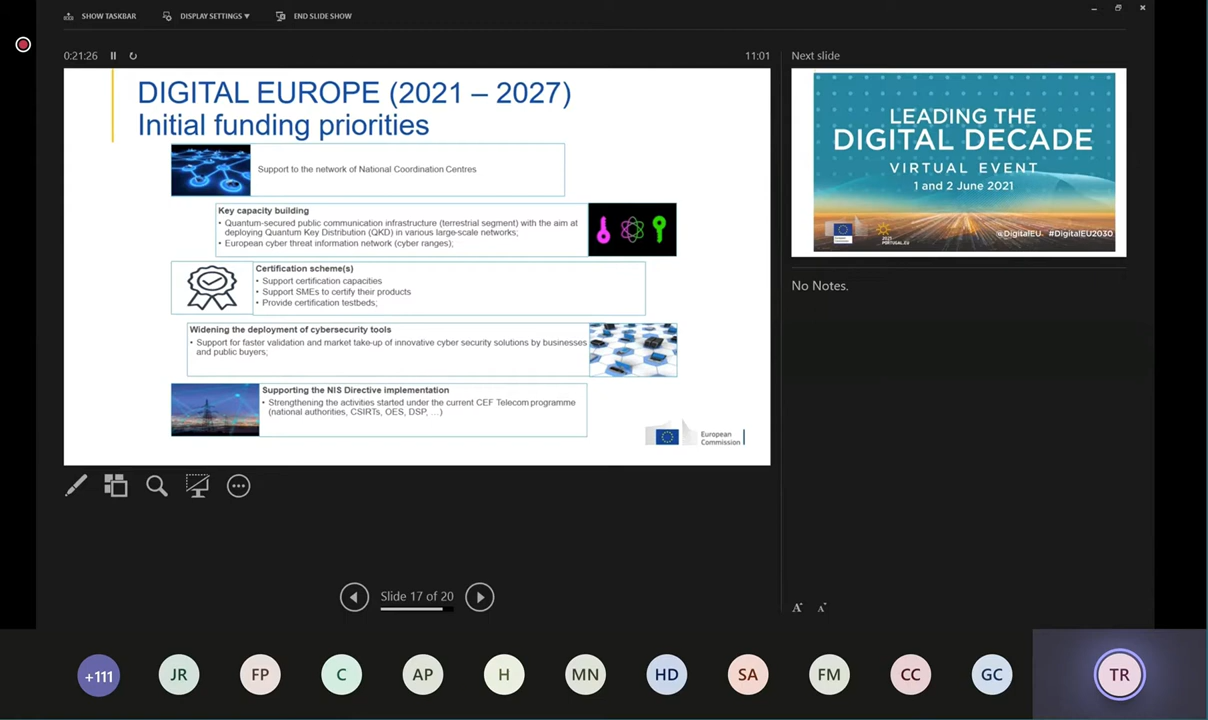 SHOW TASKBAR
DISPLAY SETTINGS
END SLIDE SHOW
0:21:26
11:01
Next slide
DIGITAL EUROPE (2021 – 2027)
Initial funding priorities
Support to the network of National Coordination Centres
Key capacity building
• Quantum-secured public communication infrastructure (terrestrial segment) with the aim at
deploying Quantum Key Distribution (QKD) in various large-scale networks;
• European cyber threat information network (cyber ranges);
Certification scheme(s)
• Support certification capacities
• Support SMEs to certify their products
• Provide certification testbeds;
Widening the deployment of cybersecurity tools
• Support for faster validation and market take-up of innovative cyber security solutions by businesses
and public buyers;
Supporting the NIS Directive implementation
• Strengthening the activities started under the current CEF Telecom programme
(national authorities, CSIRTs, OES, DSP, …)
European
Commission
LEADING THE
DIGITAL DECADE
VIRTUAL EVENT
1 and 2 June 2021
@DigitalEU #DigitalEU2030
2021
PORTUGAL.EU
No Notes.
Slide 17 of 20
A A
+111
JR
FP
C
AP
H
MN
HD
SA
FM
CC
GC
TR